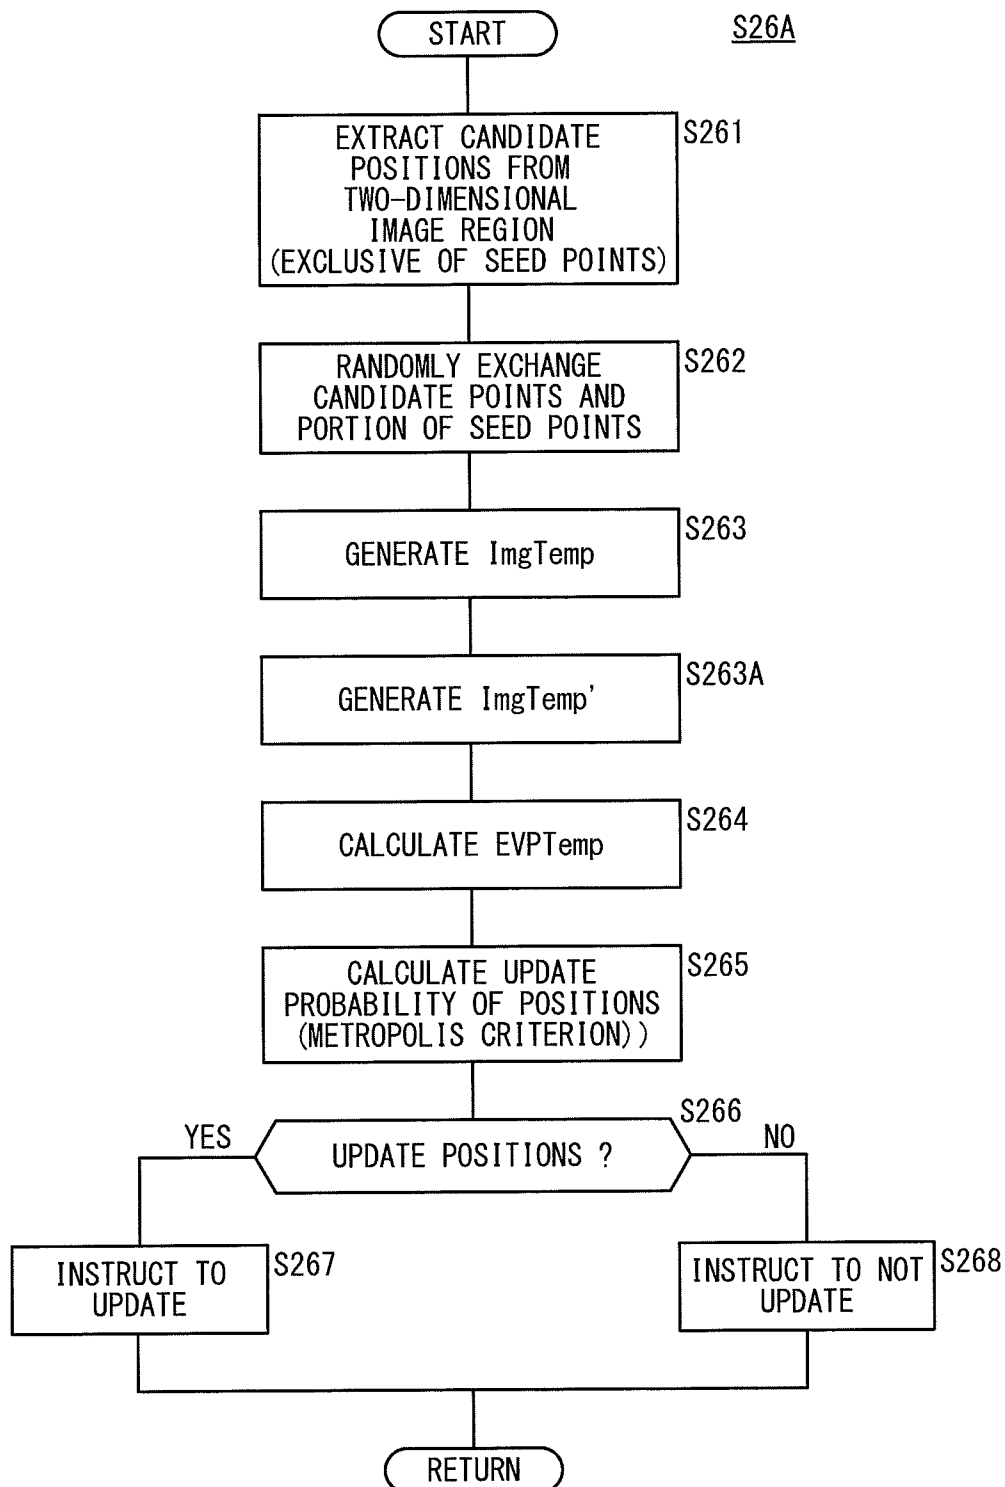 START
S26A
EXTRACT CANDIDATE
POSITIONS FROM
TWO-DIMENSIONAL
IMAGE REGION
(EXCLUSIVE OF SEED POINTS)
S261
RANDOMLY EXCHANGE
CANDIDATE POINTS AND
PORTION OF SEED POINTS
S262
GENERATE ImgTemp
S263
GENERATE ImgTemp'
S263A
CALCULATE EVPTemp
S264
CALCULATE UPDATE
PROBABILITY OF POSITIONS
(METROPOLIS CRITERION))
S265
UPDATE POSITIONS ?
S266
YES
NO
INSTRUCT TO
UPDATE
S267
INSTRUCT TO NOT
UPDATE
S268
RETURN